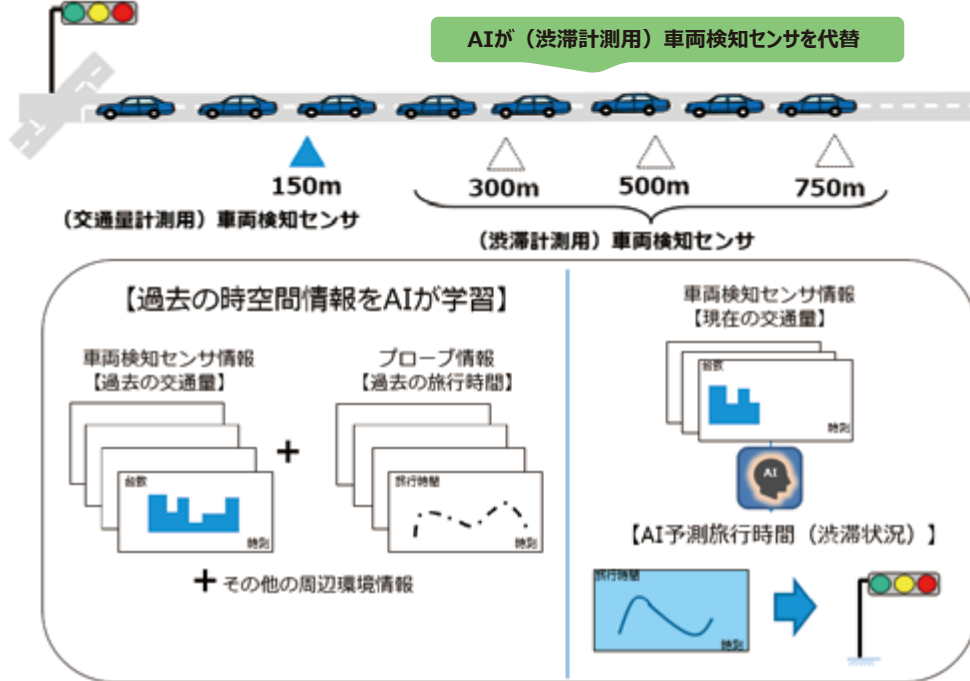 AIが（渋滞計測用）車両検知センサを代替
150m
300m
500m
750m
（交通量計測用）車両検知センサ
（渋滞計測用）車両検知センサ
【過去の時空間情報をAIが学習】
車両検知センサ情報
【過去の交通量】
台数
時刻
+
プローブ情報
【過去の旅行時間】
旅行時間
時刻
+その他の周辺環境情報
車両検知センサ情報
【現在の交通量】
台数
時刻
AI
【AI予測旅行時間（渋滞状況）】
旅行時間
時刻